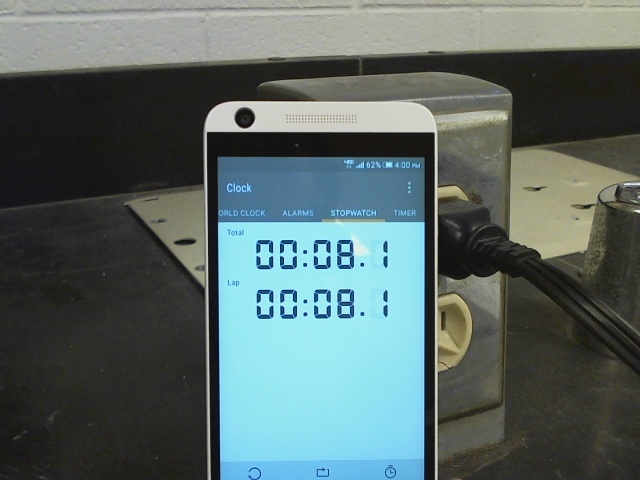 62% 4:00 PM
Clock
ORLD CLOCK ALARMS STOPWATCH TIMER
Total
00:08.1
Lap
00:08.1